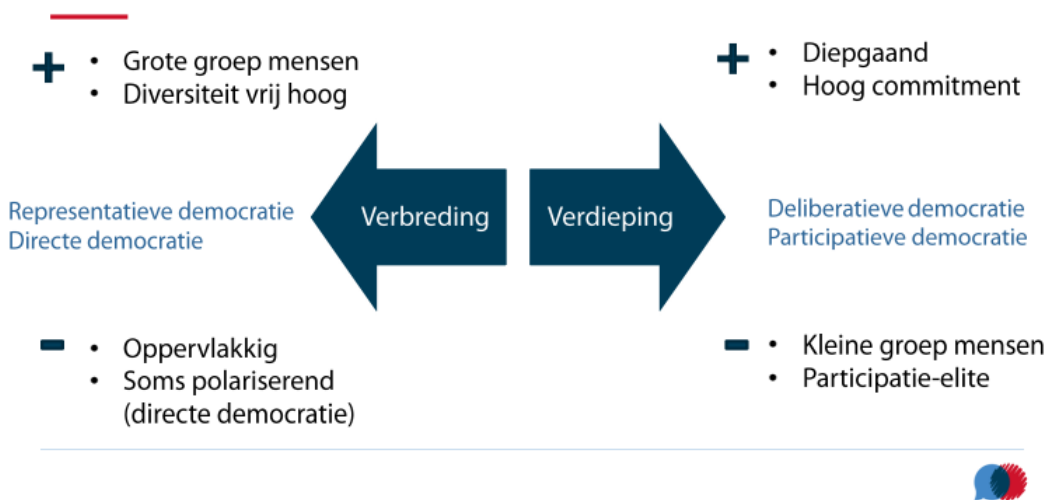 +
• Grote groep mensen
• Diversiteit vrij hoog
+
• Diepgaand
• Hoog commitment
Representatieve democratie
Directe democratie
Verbreding
Verdieping
Deliberatieve democratie
Participatieve democratie
-
• Oppervlakkig
• Soms polariserend
(directe democratie)
-
• Kleine groep mensen
• Participatie-elite